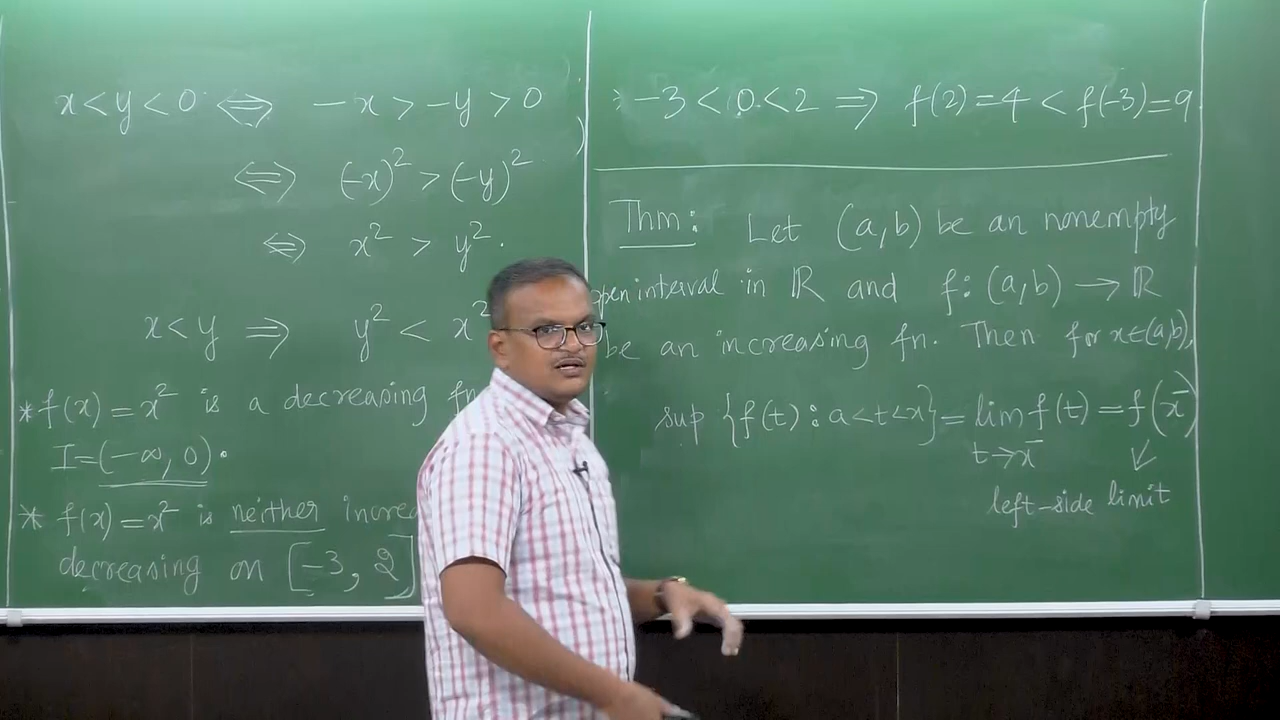 x < y < 0 ⇔ -x > -y > 0
⇔ (-x)² > (-y)²
⇔ x² > y².
x < y ⇒ y² < x²
* f(x) = x² is a decreasing fn
I = (-∞, 0).
* f(x) = x² is neither
decreasing on [-3, 2]
* -3 < 0 < 2 ⇒ f(2) = 4 < f(-3) = 9
Thm: Let (a,b) be an nonempty
open interval in ℝ and f: (a,b) → ℝ
be an increasing fn. Then for x∈(a,b),
sup {f(t) : a<t<x} = lim f(t) = f(x⁻)
t→x⁻
left-side limit